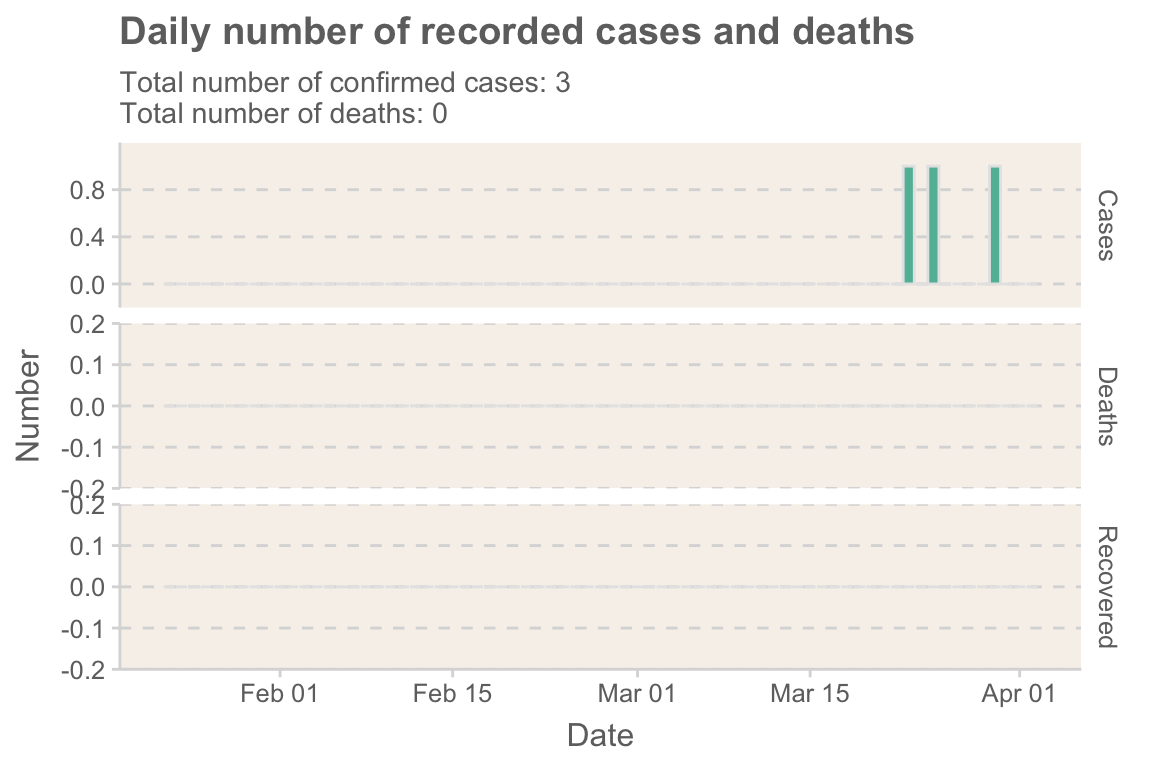 Daily number of recorded cases and deaths
Total number of confirmed cases: 3
Total number of deaths: 0
0.8
0.4
0.0
Cases
0.2
0.1
0.0
-0.1
-0.2
Deaths
0.2
0.1
0.0
-0.1
-0.2
Recovered
Number
Feb 01 Feb 15 Mar 01 Mar 15 Apr 01
Date